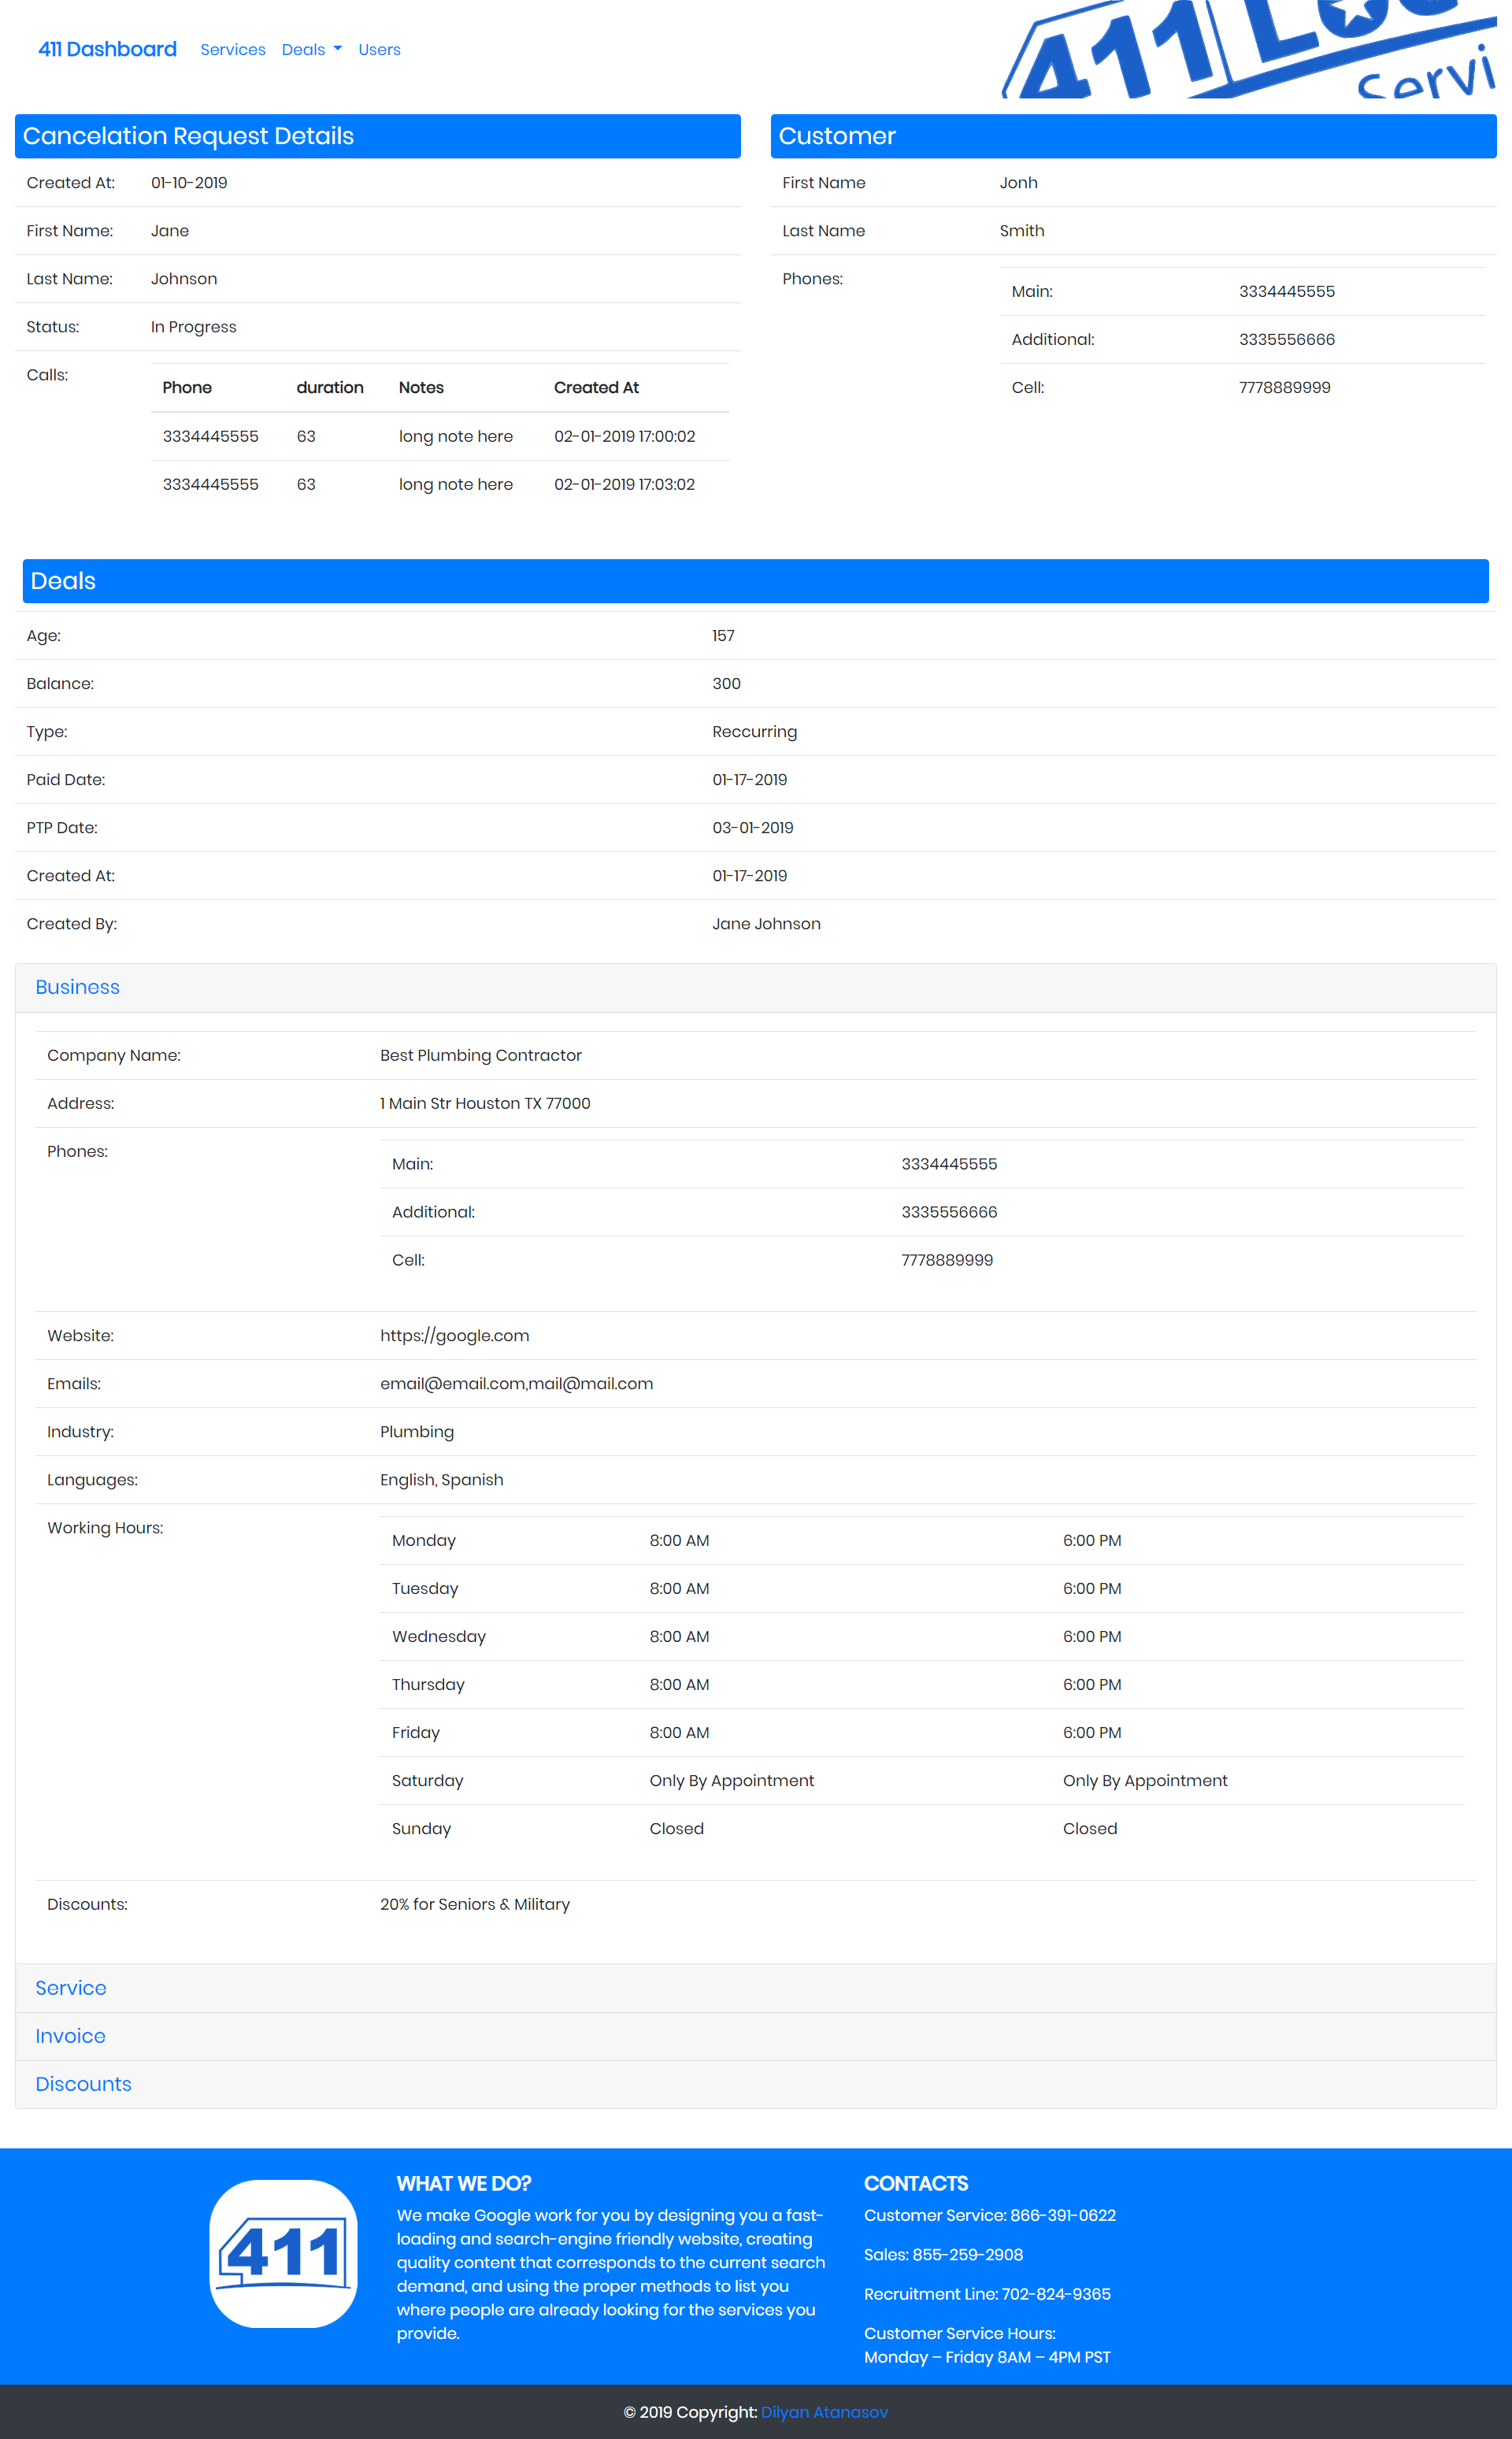 411 Dashboard Services Deals Users
411 Lo
Servi
Cancelation Request Details
Created At: 01-10-2019
First Name: Jane
Last Name: Johnson
Status: In Progress
Calls:
Phone duration Notes Created At
3334445555 63 long note here 02-01-2019 17:00:02
3334445555 63 long note here 02-01-2019 17:03:02
Customer
First Name Jonh
Last Name Smith
Phones:
Main: 3334445555
Additional: 3335556666
Cell: 7778889999
Deals
Age: 157
Balance: 300
Type: Reccurring
Paid Date: 01-17-2019
PTP Date: 03-01-2019
Created At: 01-17-2019
Created By: Jane Johnson
Business
Company Name: Best Plumbing Contractor
Address: 1 Main Str Houston TX 77000
Phones:
Main: 3334445555
Additional: 3335556666
Cell: 7778889999
Website: https://google.com
Emails: email@email.com,mail@mail.com
Industry: Plumbing
Languages: English, Spanish
Working Hours:
Monday 8:00 AM 6:00 PM
Tuesday 8:00 AM 6:00 PM
Wednesday 8:00 AM 6:00 PM
Thursday 8:00 AM 6:00 PM
Friday 8:00 AM 6:00 PM
Saturday Only By Appointment Only By Appointment
Sunday Closed Closed
Discounts: 20% for Seniors & Military
Service
Invoice
Discounts
411
WHAT WE DO?
We make Google work for you by designing you a fast-
loading and search-engine friendly website, creating
quality content that corresponds to the current search
demand, and using the proper methods to list you
where people are already looking for the services you
provide.
CONTACTS
Customer Service: 866-391-0622
Sales: 855-259-2908
Recruitment Line: 702-824-9365
Customer Service Hours:
Monday – Friday 8AM – 4PM PST
© 2019 Copyright: Dilyan Atanasov